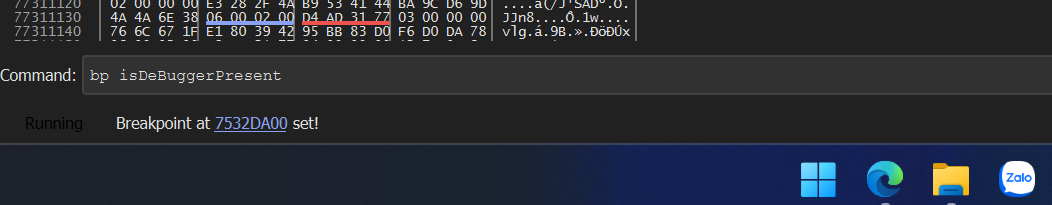 77311120 02 00 00 00 E3 28 2F 4A B9 53 41 44 BA 9C D6 9D
77311130 4A 4A 6E 38 06 00 02 00 D4 AD 31 77 03 00 00 00 JJn8....Ô.1w....
77311140 76 6C 67 1F E1 80 39 42 95 BB 83 D0 F6 D0 DA 78 vlg.á.9B.».ÐöÐÚx
Command: bp isDeBuggerPresent
Running Breakpoint at 7532DA00 set!
Zalo